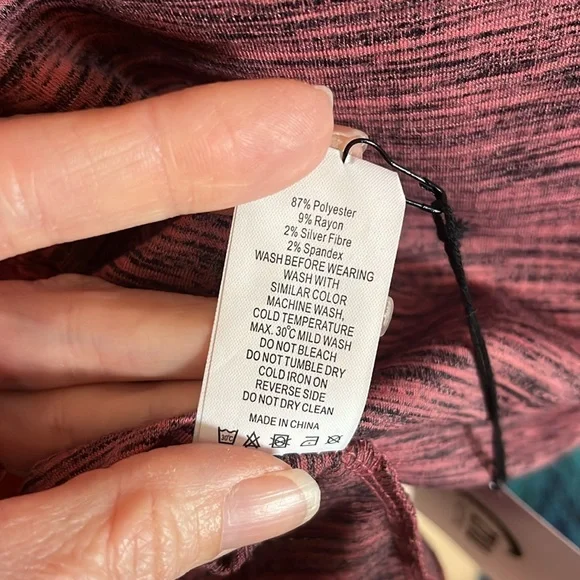 87% Polyester
9% Rayon
2% Silver Fibre
2% Spandex
WASH BEFORE WEARING
WASH WITH
SIMILAR COLOR
MACHINE WASH,
COLD TEMPERATURE
MAX. 30°C MILD WASH
DO NOT BLEACH
DO NOT TUMBLE DRY
COLD IRON ON
REVERSE SIDE
DO NOT DRY CLEAN
MADE IN CHINA
30°C